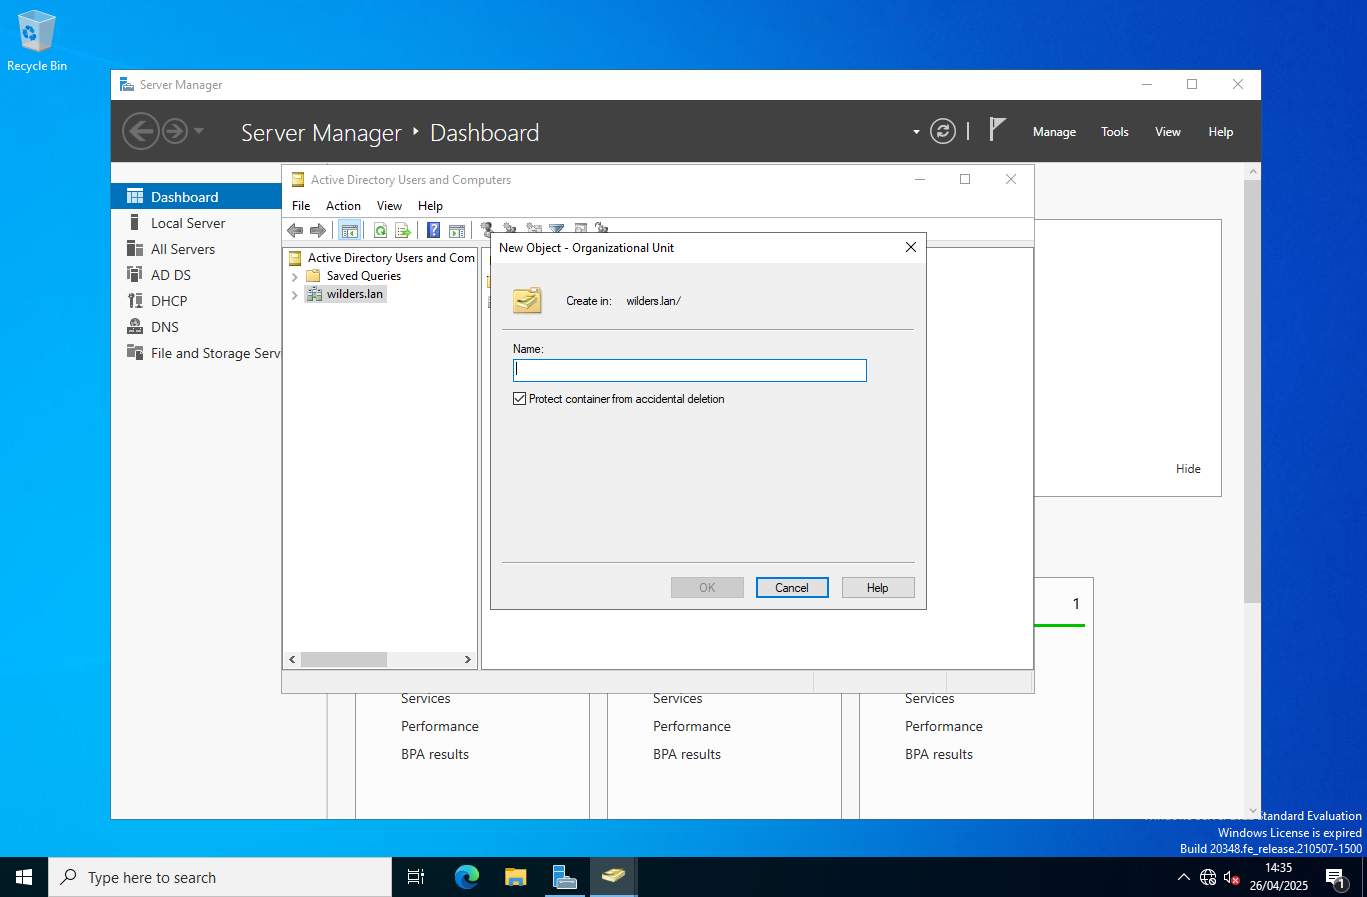 Recycle Bin
Server Manager
Server Manager
Dashboard
Manage
Tools
View
Help
Dashboard
Local Server
All Servers
AD DS
DHCP
DNS
File and Storage Serv
Active Directory Users and Computers
File
Action
View
Help
Active Directory Users and Com
Saved Queries
wilders.lan
New Object - Organizational Unit
Create in: wilders.lan/
Name:
Protect container from accidental deletion
OK
Cancel
Help
Hide
1
Services
Performance
BPA results
Services
Performance
BPA results
Services
Performance
BPA results
Standard Evaluation
Windows License is expired
Build 20348.fe_release.210507-1500
Type here to search
14:35
26/04/2025
1